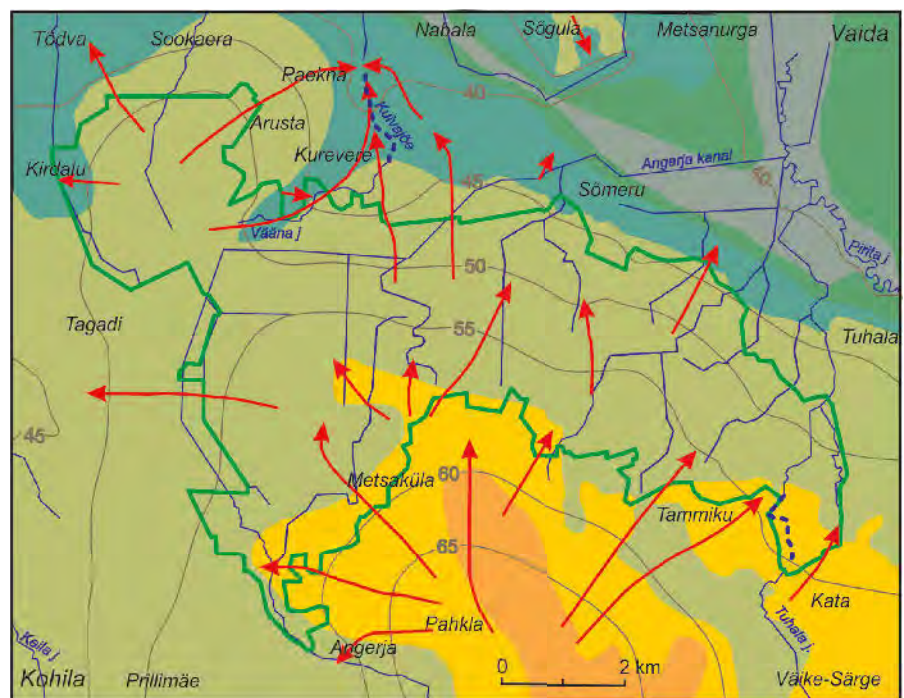 Tõdva
Sookaera
Nabala
Sõgula
Metsanurga
Vaida
Paekna
40
Arusta
Kuivajõe
Kurevere
Angerja kanal
50
Kirdalu
45
Sõmeru
Vääna j
Pirita j
50
Tagadi
55
Tuhala
45
60
Metsaküla
Tammiku
65
Kata
Pahkla
Tuhala j.
Angerja
Keila j
0 2 km
Kohila
Prillimäe
Väike-Särge